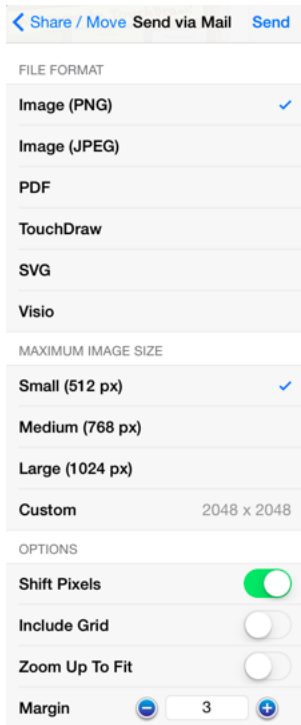 Share / Move Send via Mail Send
FILE FORMAT
Image (PNG)
Image (JPEG)
PDF
TouchDraw
SVG
Visio
MAXIMUM IMAGE SIZE
Small (512 px)
Medium (768 px)
Large (1024 px)
Custom 2048 x 2048
OPTIONS
Shift Pixels
Include Grid
Zoom Up To Fit
Margin 3